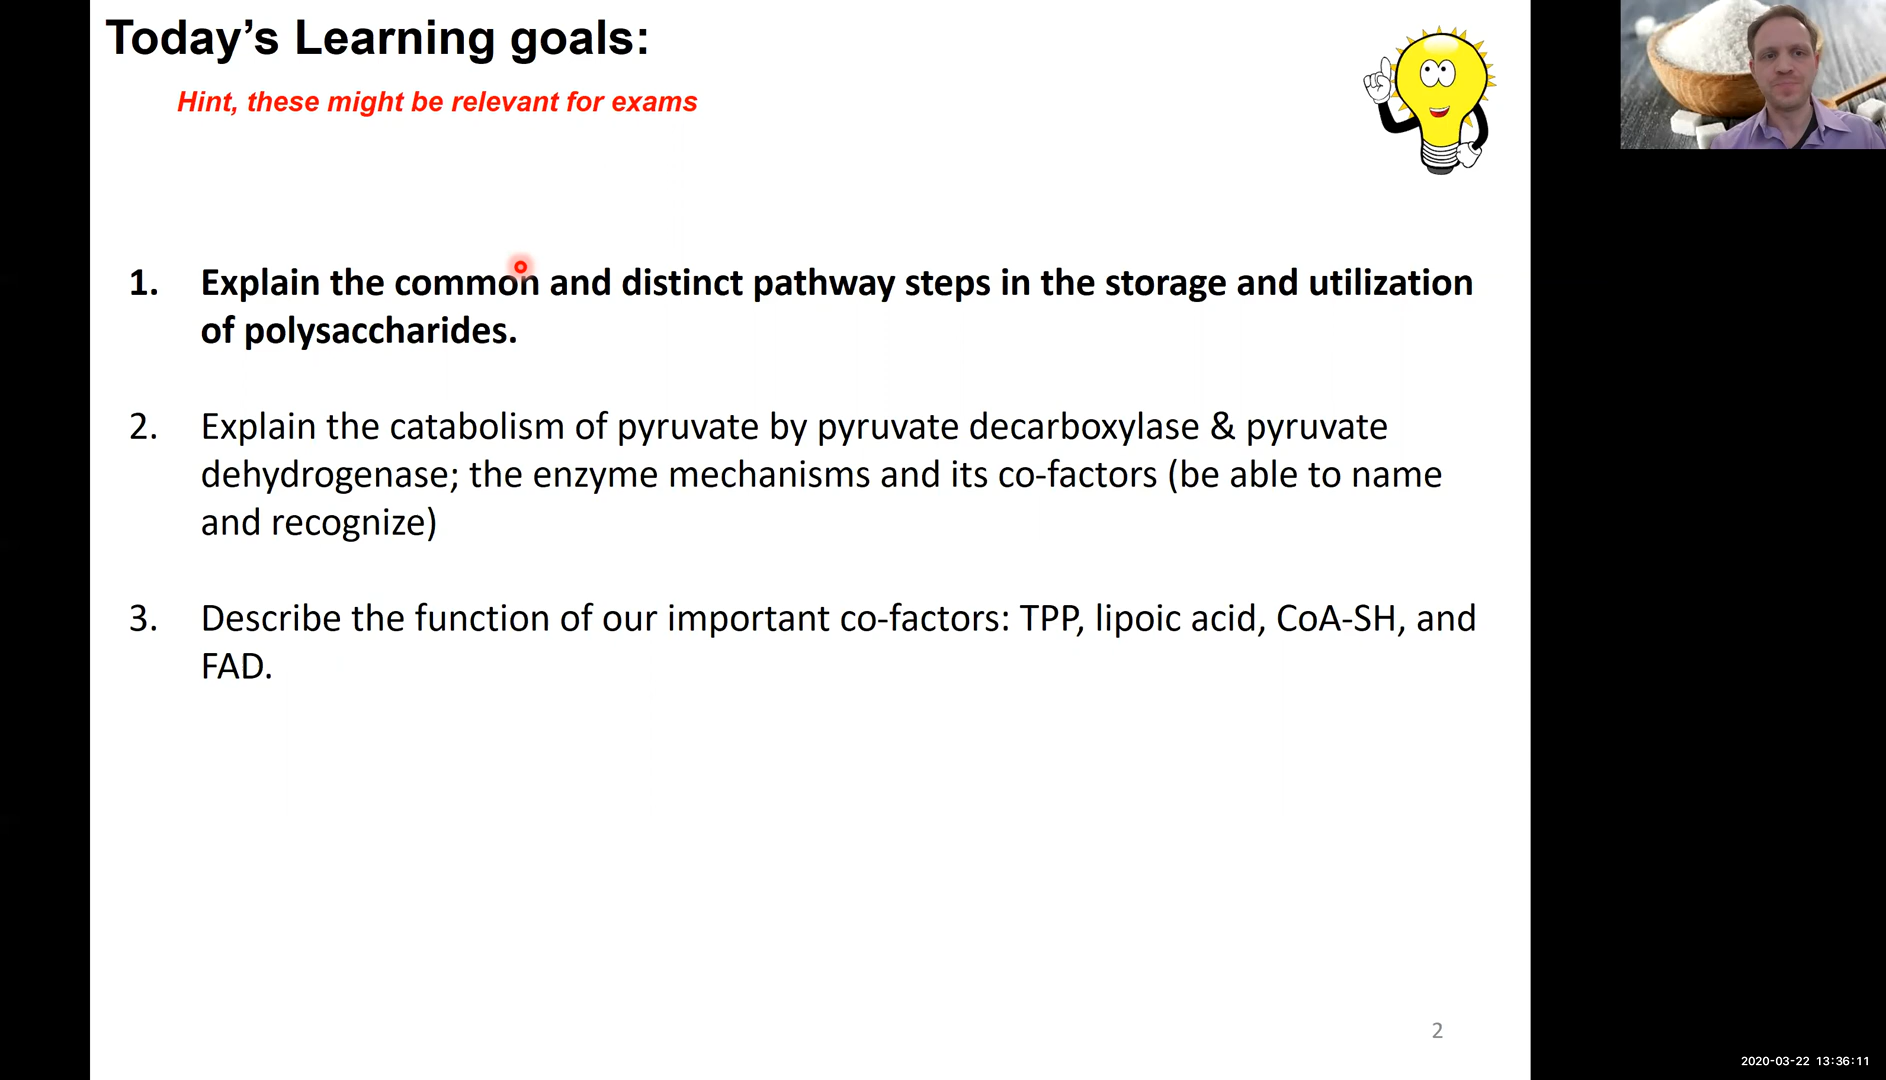 Today’s Learning goals:
Hint, these might be relevant for exams
1. Explain the common and distinct pathway steps in the storage and utilization
of polysaccharides.
2. Explain the catabolism of pyruvate by pyruvate decarboxylase & pyruvate
dehydrogenase; the enzyme mechanisms and its co-factors (be able to name
and recognize)
3. Describe the function of our important co-factors: TPP, lipoic acid, CoA-SH, and
FAD.
2
2020-03-22 13:36:11